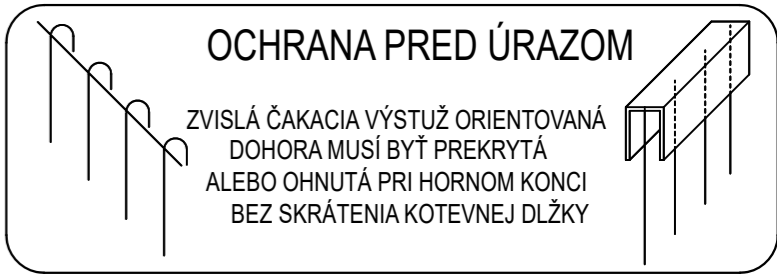 OCHRANA PRED ÚRAZOM
ZVISLÁ ČAKACIA VÝSTUŽ ORIENTOVANÁ
DOHORA MUSÍ BYŤ PREKRYTÁ
ALEBO OHNUTÁ PRI HORNOM KONCI
BEZ SKRÁTENIA KOTEVNEJ DLŽKY